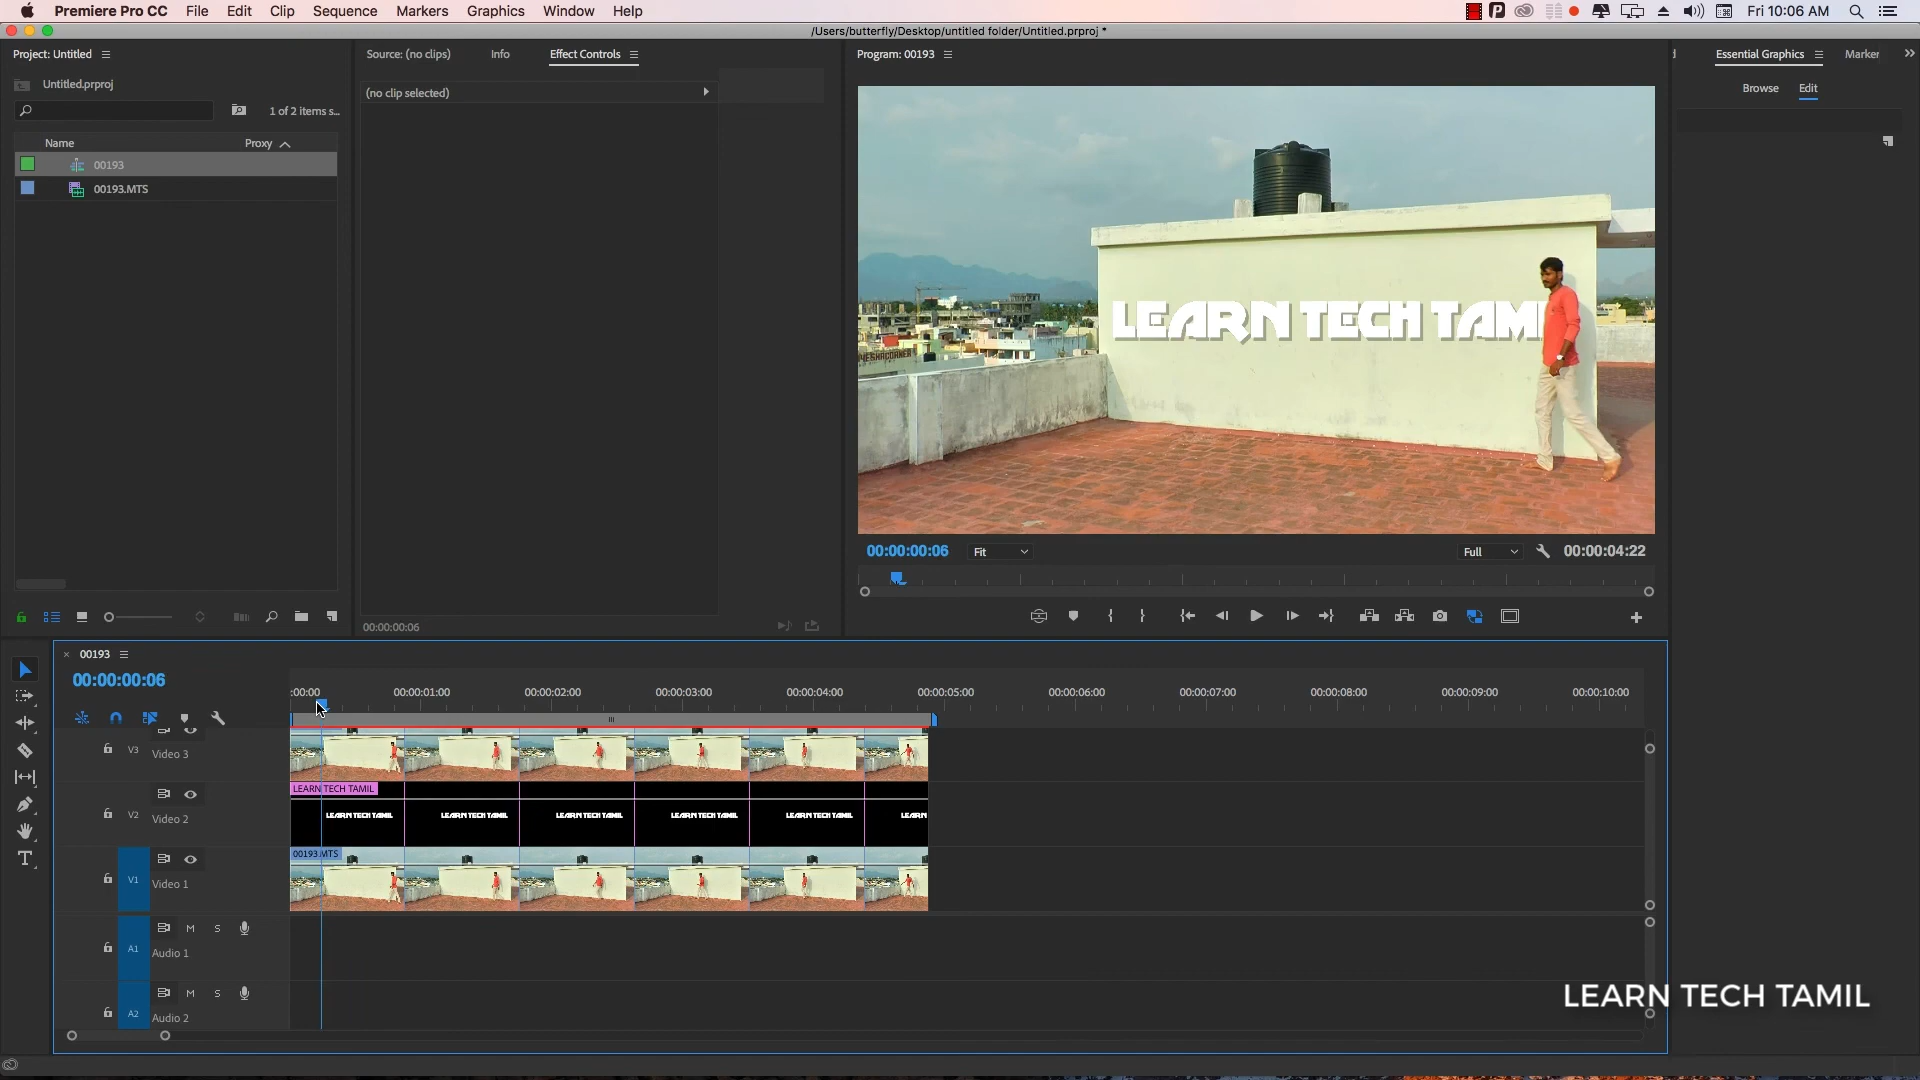 Premiere Pro CC File Edit Clip Sequence Markers Graphics Window Help Fri 10:06 AM
/Users/butterfly/Desktop/untitled folder/Untitled.prproj *
Project: Untitled Source: (no clips) Info Effect Controls Program: 00193 Essential Graphics Marker
Untitled.prproj (no clip selected) Browse Edit
1 of 2 items s...
Name Proxy
00193
00193.MTS
LEARN TECH TAM
00:00:00:06 Fit Full 00:00:04:22
00:00:00:06
00193
00:00:00:06
:00:00 00:00:01:00 00:00:02:00 00:00:03:00 00:00:04:00 00:00:05:00 00:00:06:00 00:00:07:00 00:00:08:00 00:00:09:00 00:00:10:00
V3 Video 3
LEARN TECH TAMIL
V2 Video 2 LEARN TECH TAMIL LEARN TECH TAMIL LEARN TECH TAMIL LEARN TECH TAMIL LEARN TECH TAMIL LEARN
00193.MTS
V1 Video 1
M S
A1 Audio 1
M S
A2 Audio 2
LEARN TECH TAMIL